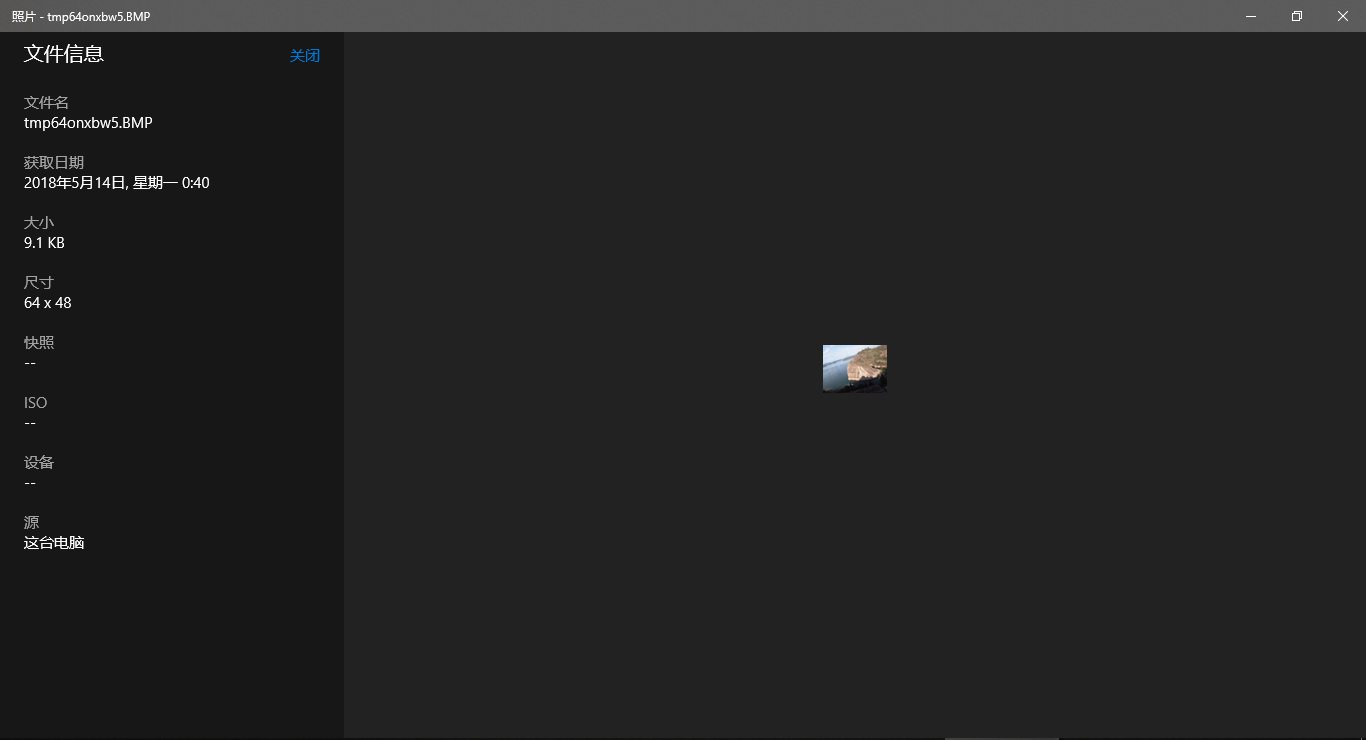 照片 - tmp64onxbw5.BMP
文件信息
关闭
文件名
tmp64onxbw5.BMP
获取日期
2018年5月14日, 星期一 0:40
大小
9.1 KB
尺寸
64 x 48
快照
--
ISO
--
设备
--
源
这台电脑